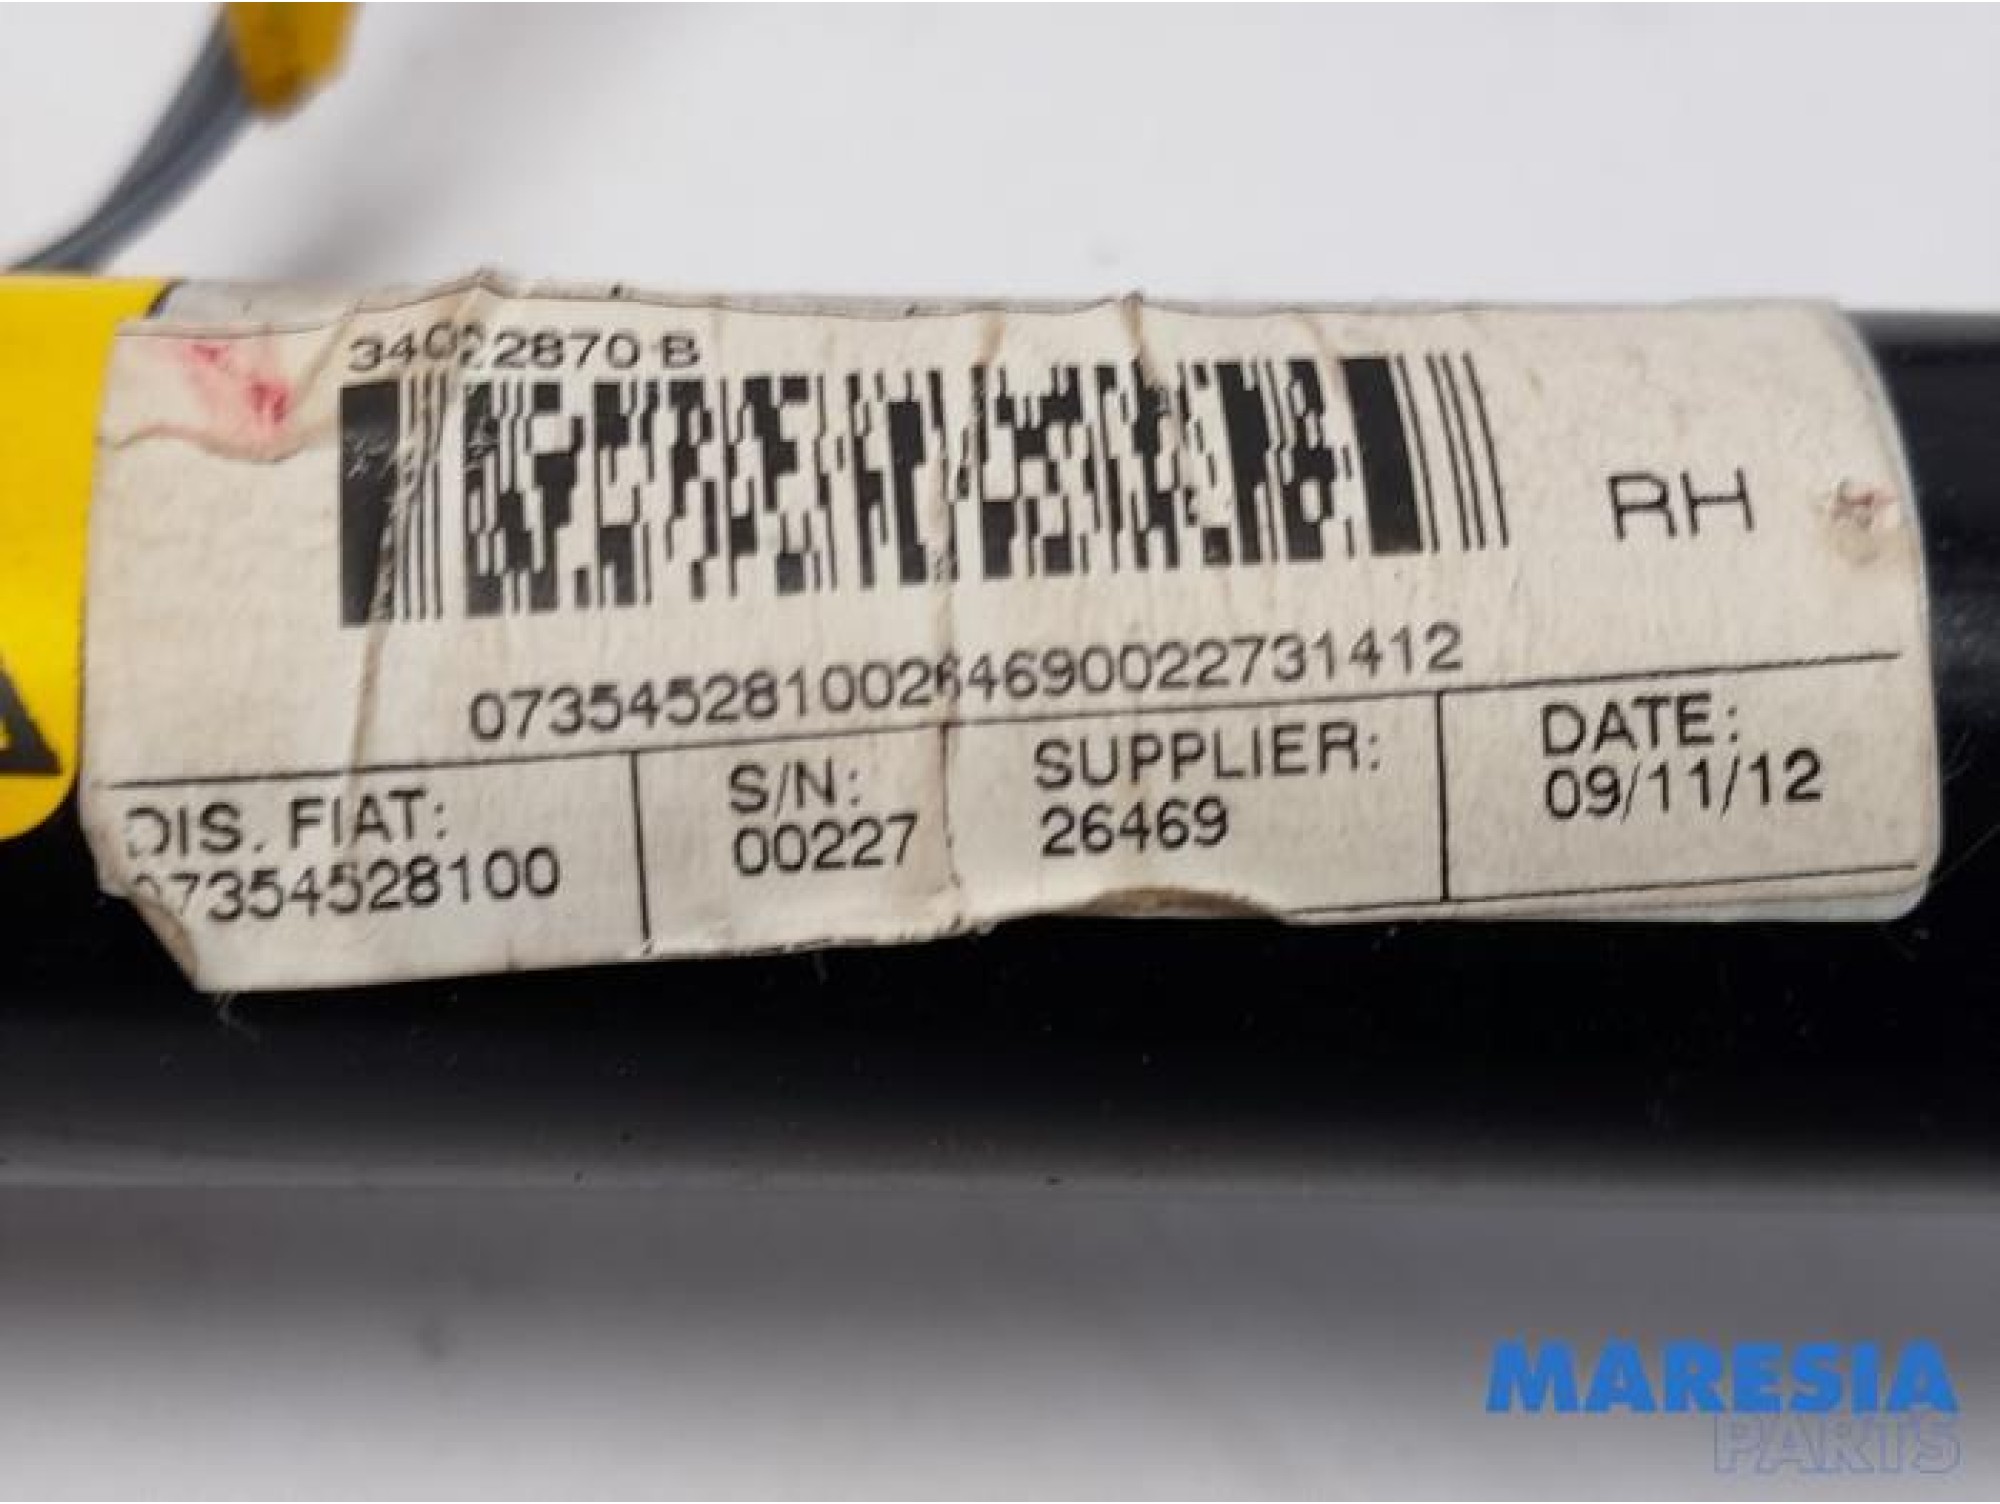 34022870 B
RH
07354528100264690022731412
DIS. FIAT:
07354528100
S/N:
00227
SUPPLIER:
26469
DATE:
09/11/12
MARESIA
PARTS